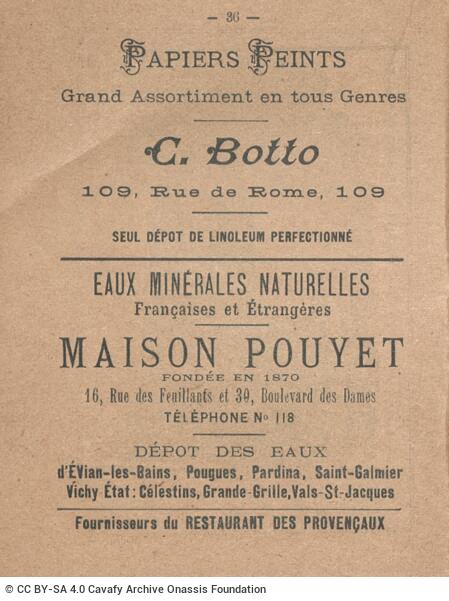 — 36 —
PAPIERS PEINTS
Grand Assortiment en tous Genres
C. Botto
109, Rue de Rome, 109
SEUL DÉPOT DE LINOLEUM PERFECTIONNÉ
EAUX MINÉRALES NATURELLES
Françaises et Étrangères
MAISON POUYET
FONDÉE EN 1870
16, Rue des Feuillants et 30, Boulevard des Dames
TÉLÈPHONE No 118
DÉPOT DES EAUX
d'ÉVian-les-Bains, Pougues, Pardina, Saint-Galmier
Vichy État: Célestins, Grande-Grille, Vals-St-Jacques
Fournisseurs du RESTAURANT DES PROVENÇAUX
© CC BY-SA 4.0 Cavafy Archive Onassis Foundation